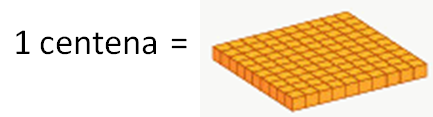 1 centena =